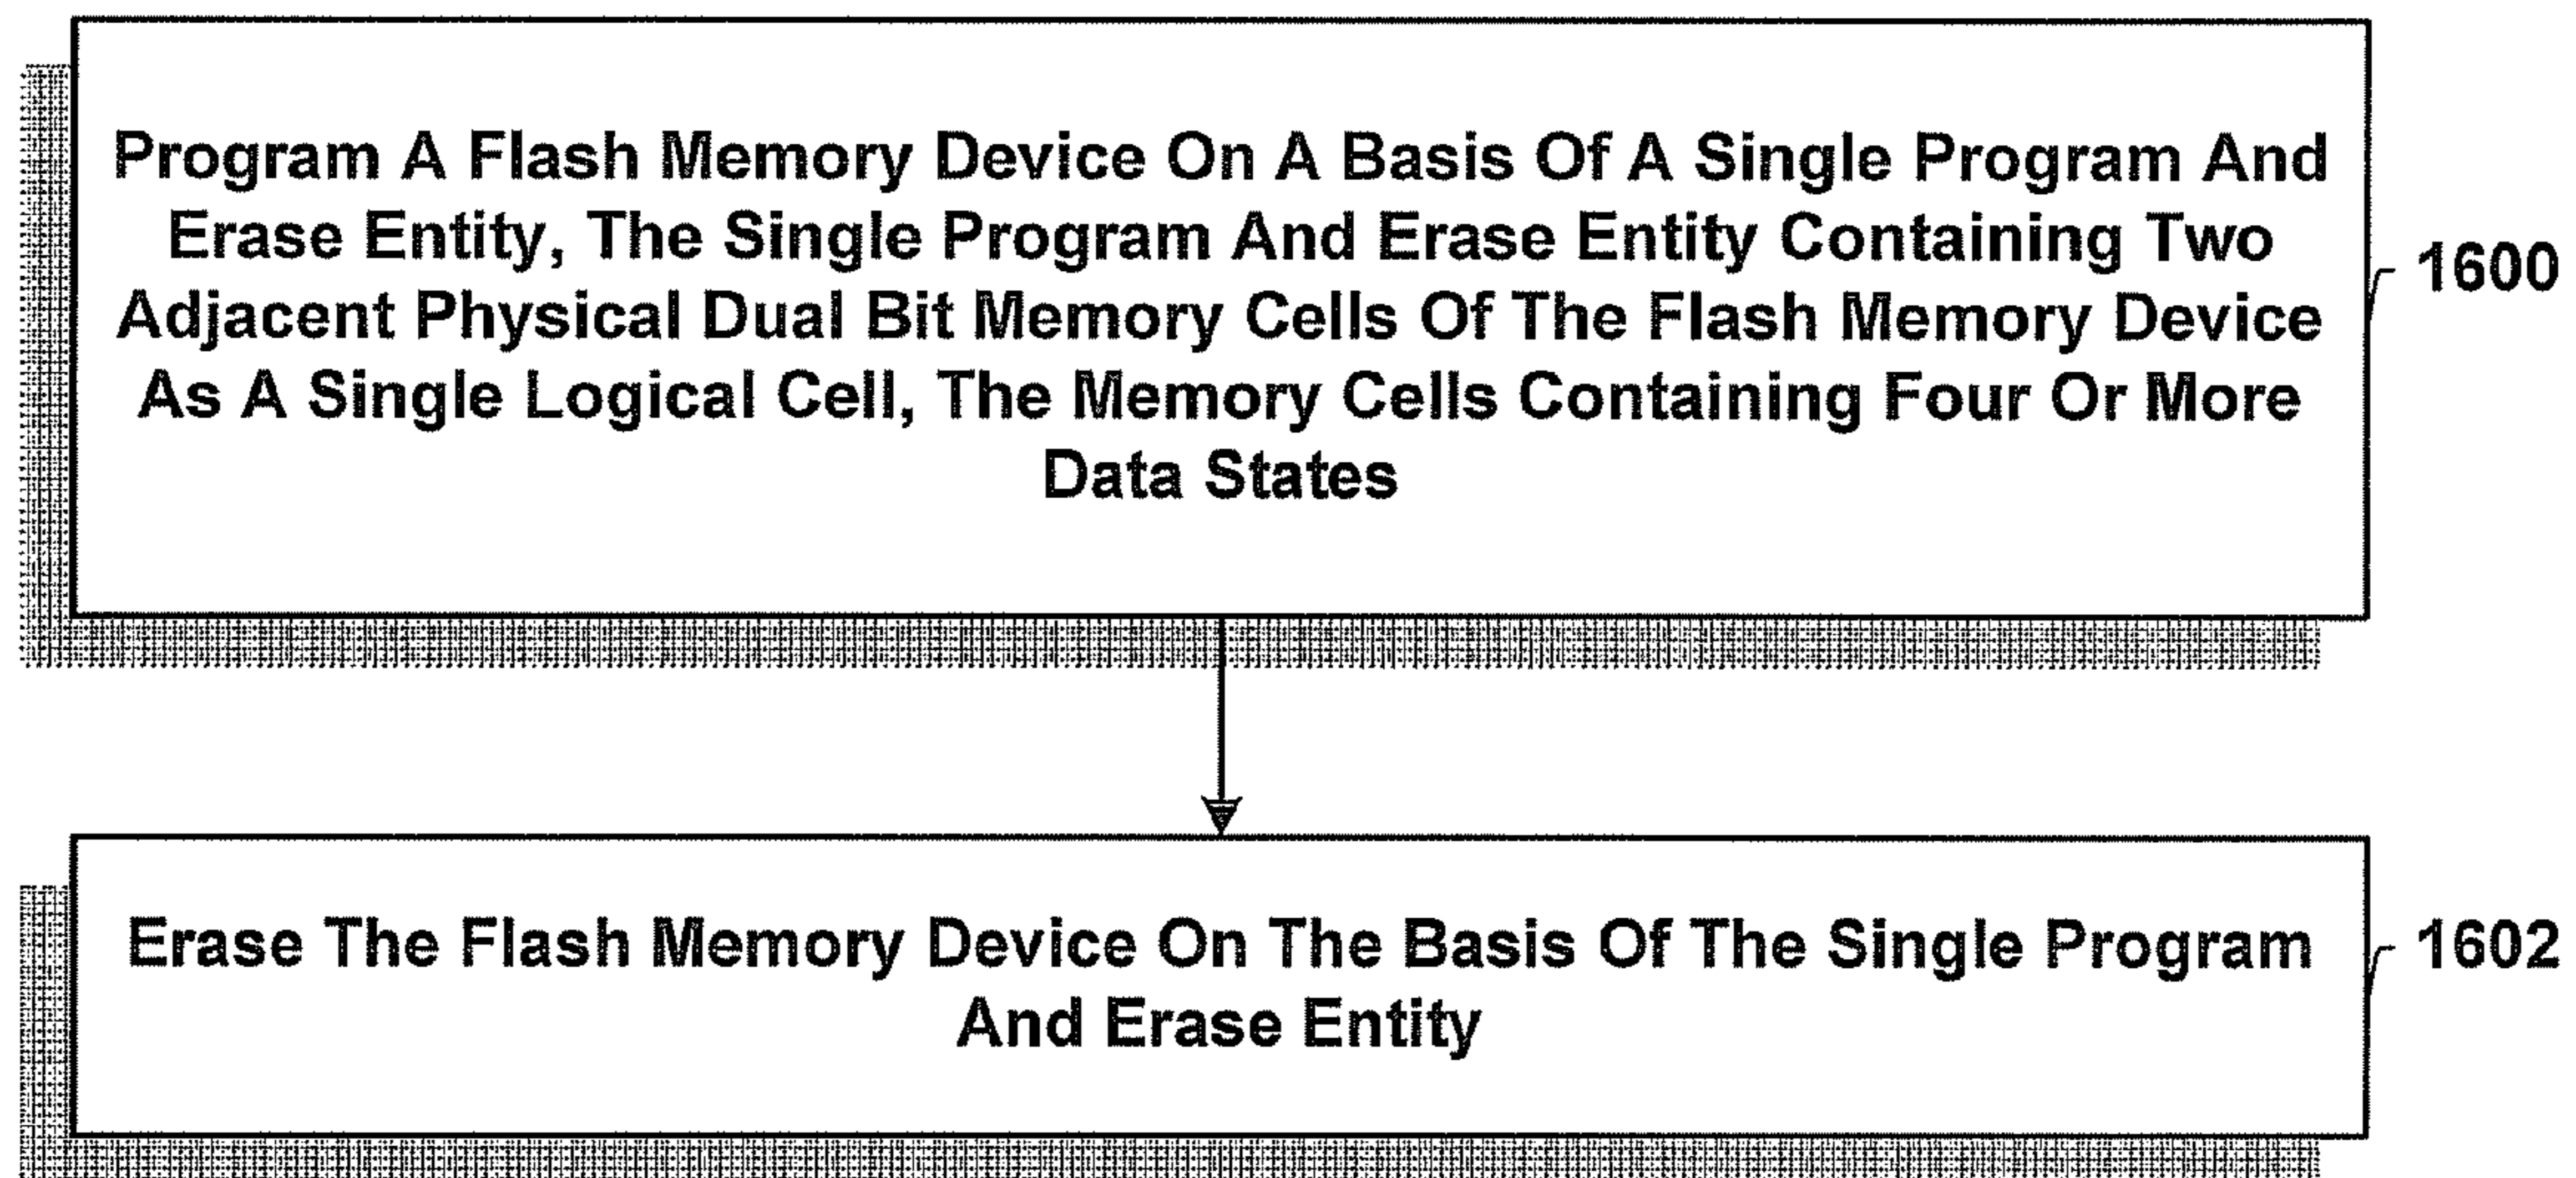 Program A Flash Memory Device On A Basis Of A Single Program And
Erase Entity, The Single Program And Erase Entity Containing Two
Adjacent Physical Dual Bit Memory Cells Of The Flash Memory Device
As A Single Logical Cell, The Memory Cells Containing Four Or More
Data States
1600
Erase The Flash Memory Device On The Basis Of The Single Program
And Erase Entity
1602